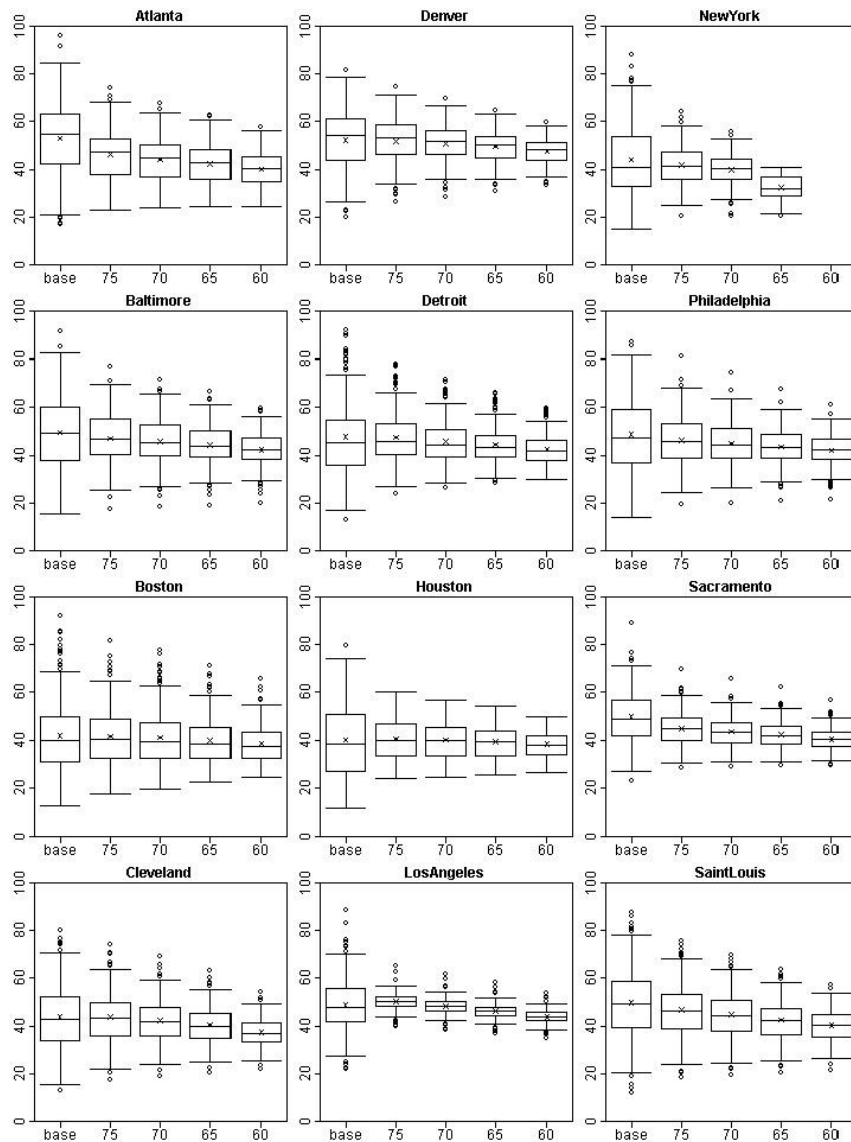 Atlanta Denver NewYork
100 100 100
80 80 80
60 60 60
40 40 40
20 20 20
0 0 0
base 75 70 65 60 base 75 70 65 60 base 75 70 65 60
Baltimore Detroit Philadelphia
100 100 100
80 80 80
60 60 60
40 40 40
20 20 20
0 0 0
base 75 70 65 60 base 75 70 65 60 base 75 70 65 60
Boston Houston Sacramento
100 100 100
80 80 80
60 60 60
40 40 40
20 20 20
0 0 0
base 75 70 65 60 base 75 70 65 60 base 75 70 65 60
Cleveland LosAngeles SaintLouis
100 100 100
80 80 80
60 60 60
40 40 40
20 20 20
0 0 0
base 75 70 65 60 base 75 70 65 60 base 75 70 65 60